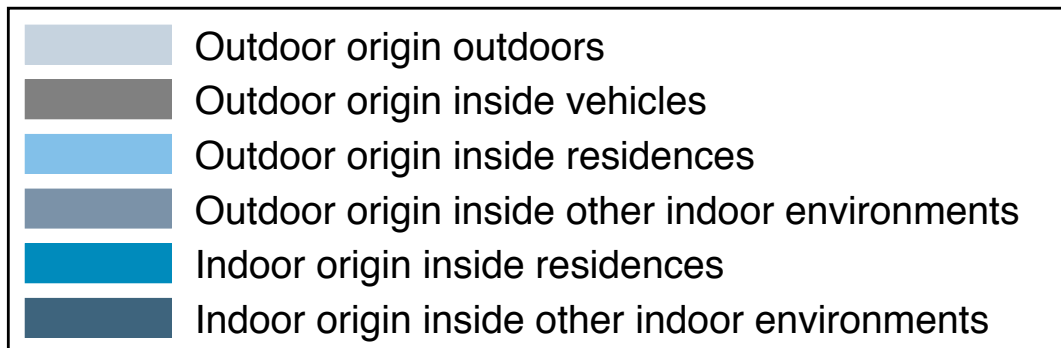 Outdoor origin outdoors
Outdoor origin inside vehicles
Outdoor origin inside residences
Outdoor origin inside other indoor environments
Indoor origin inside residences
Indoor origin inside other indoor environments